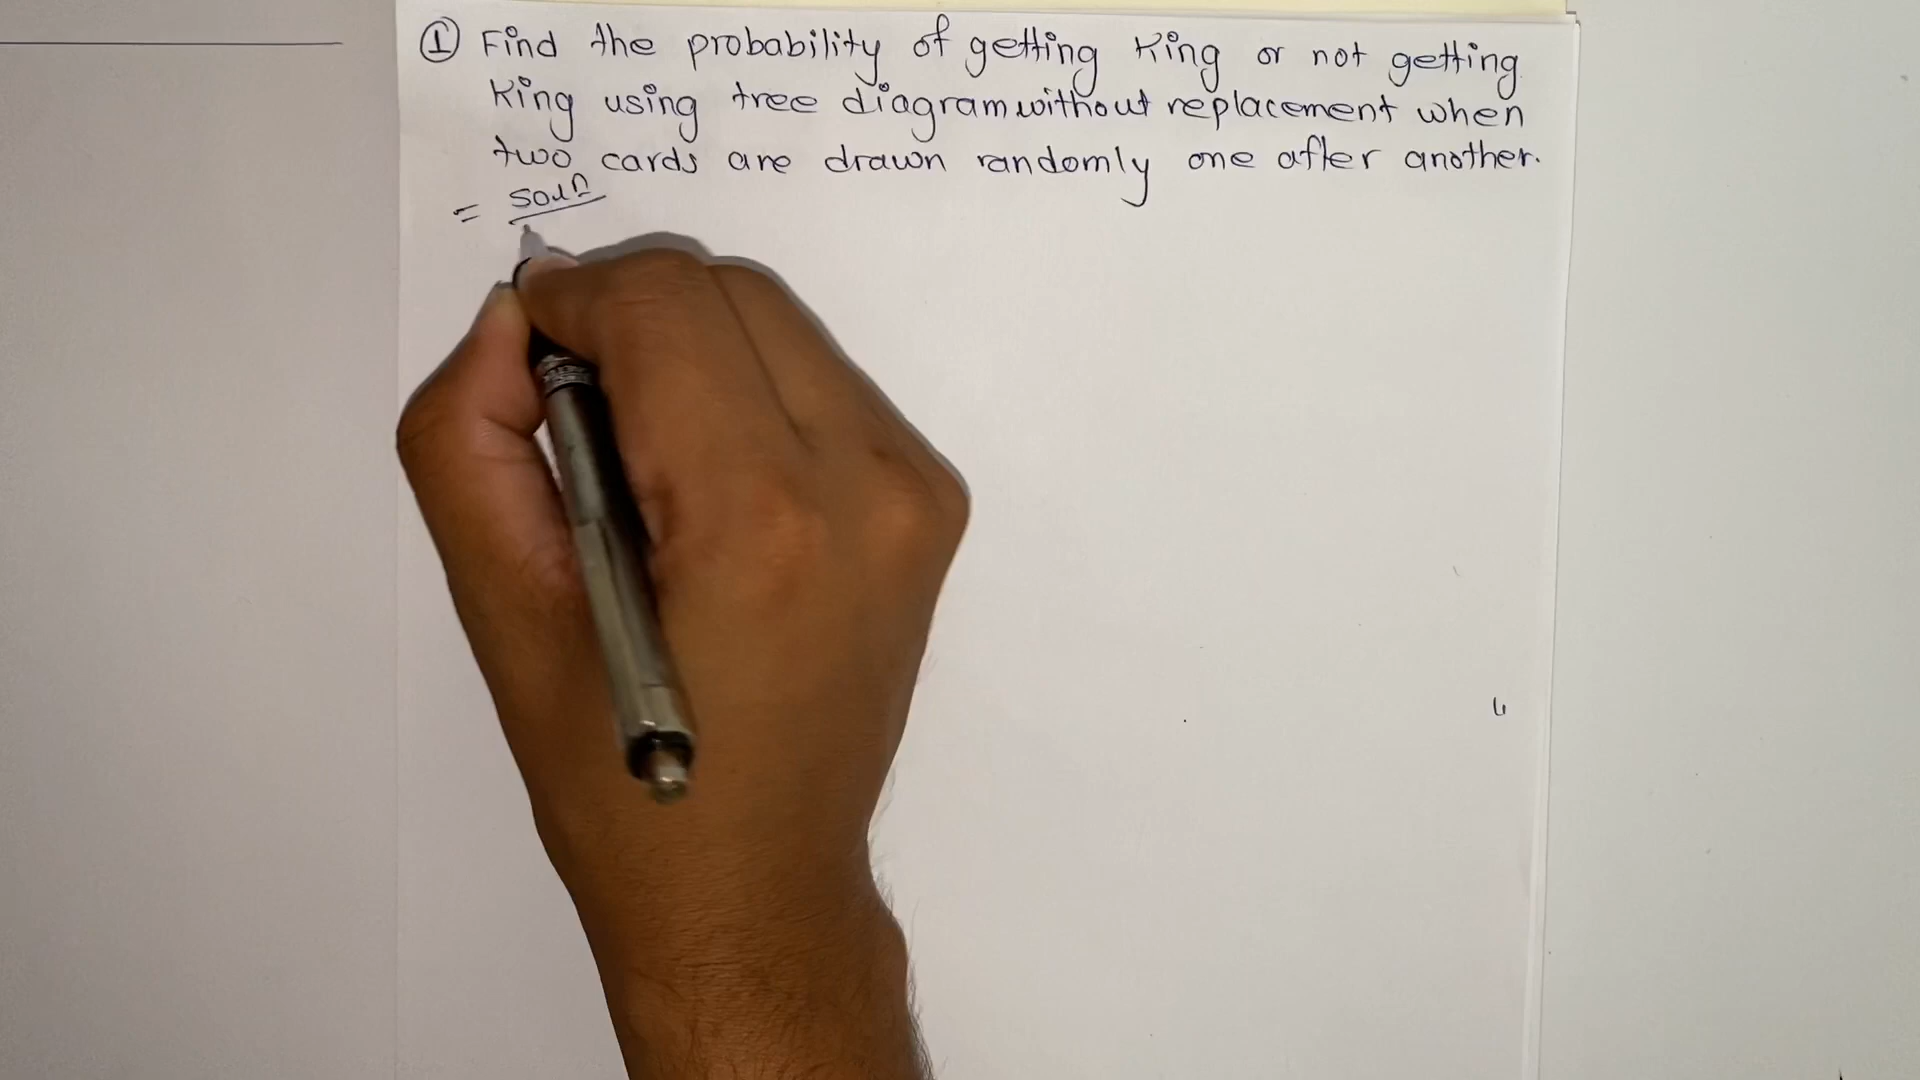 ① Find the probability of getting King or not getting
King using tree diagram without replacement when
two cards are drawn randomly one after another.
= Soln